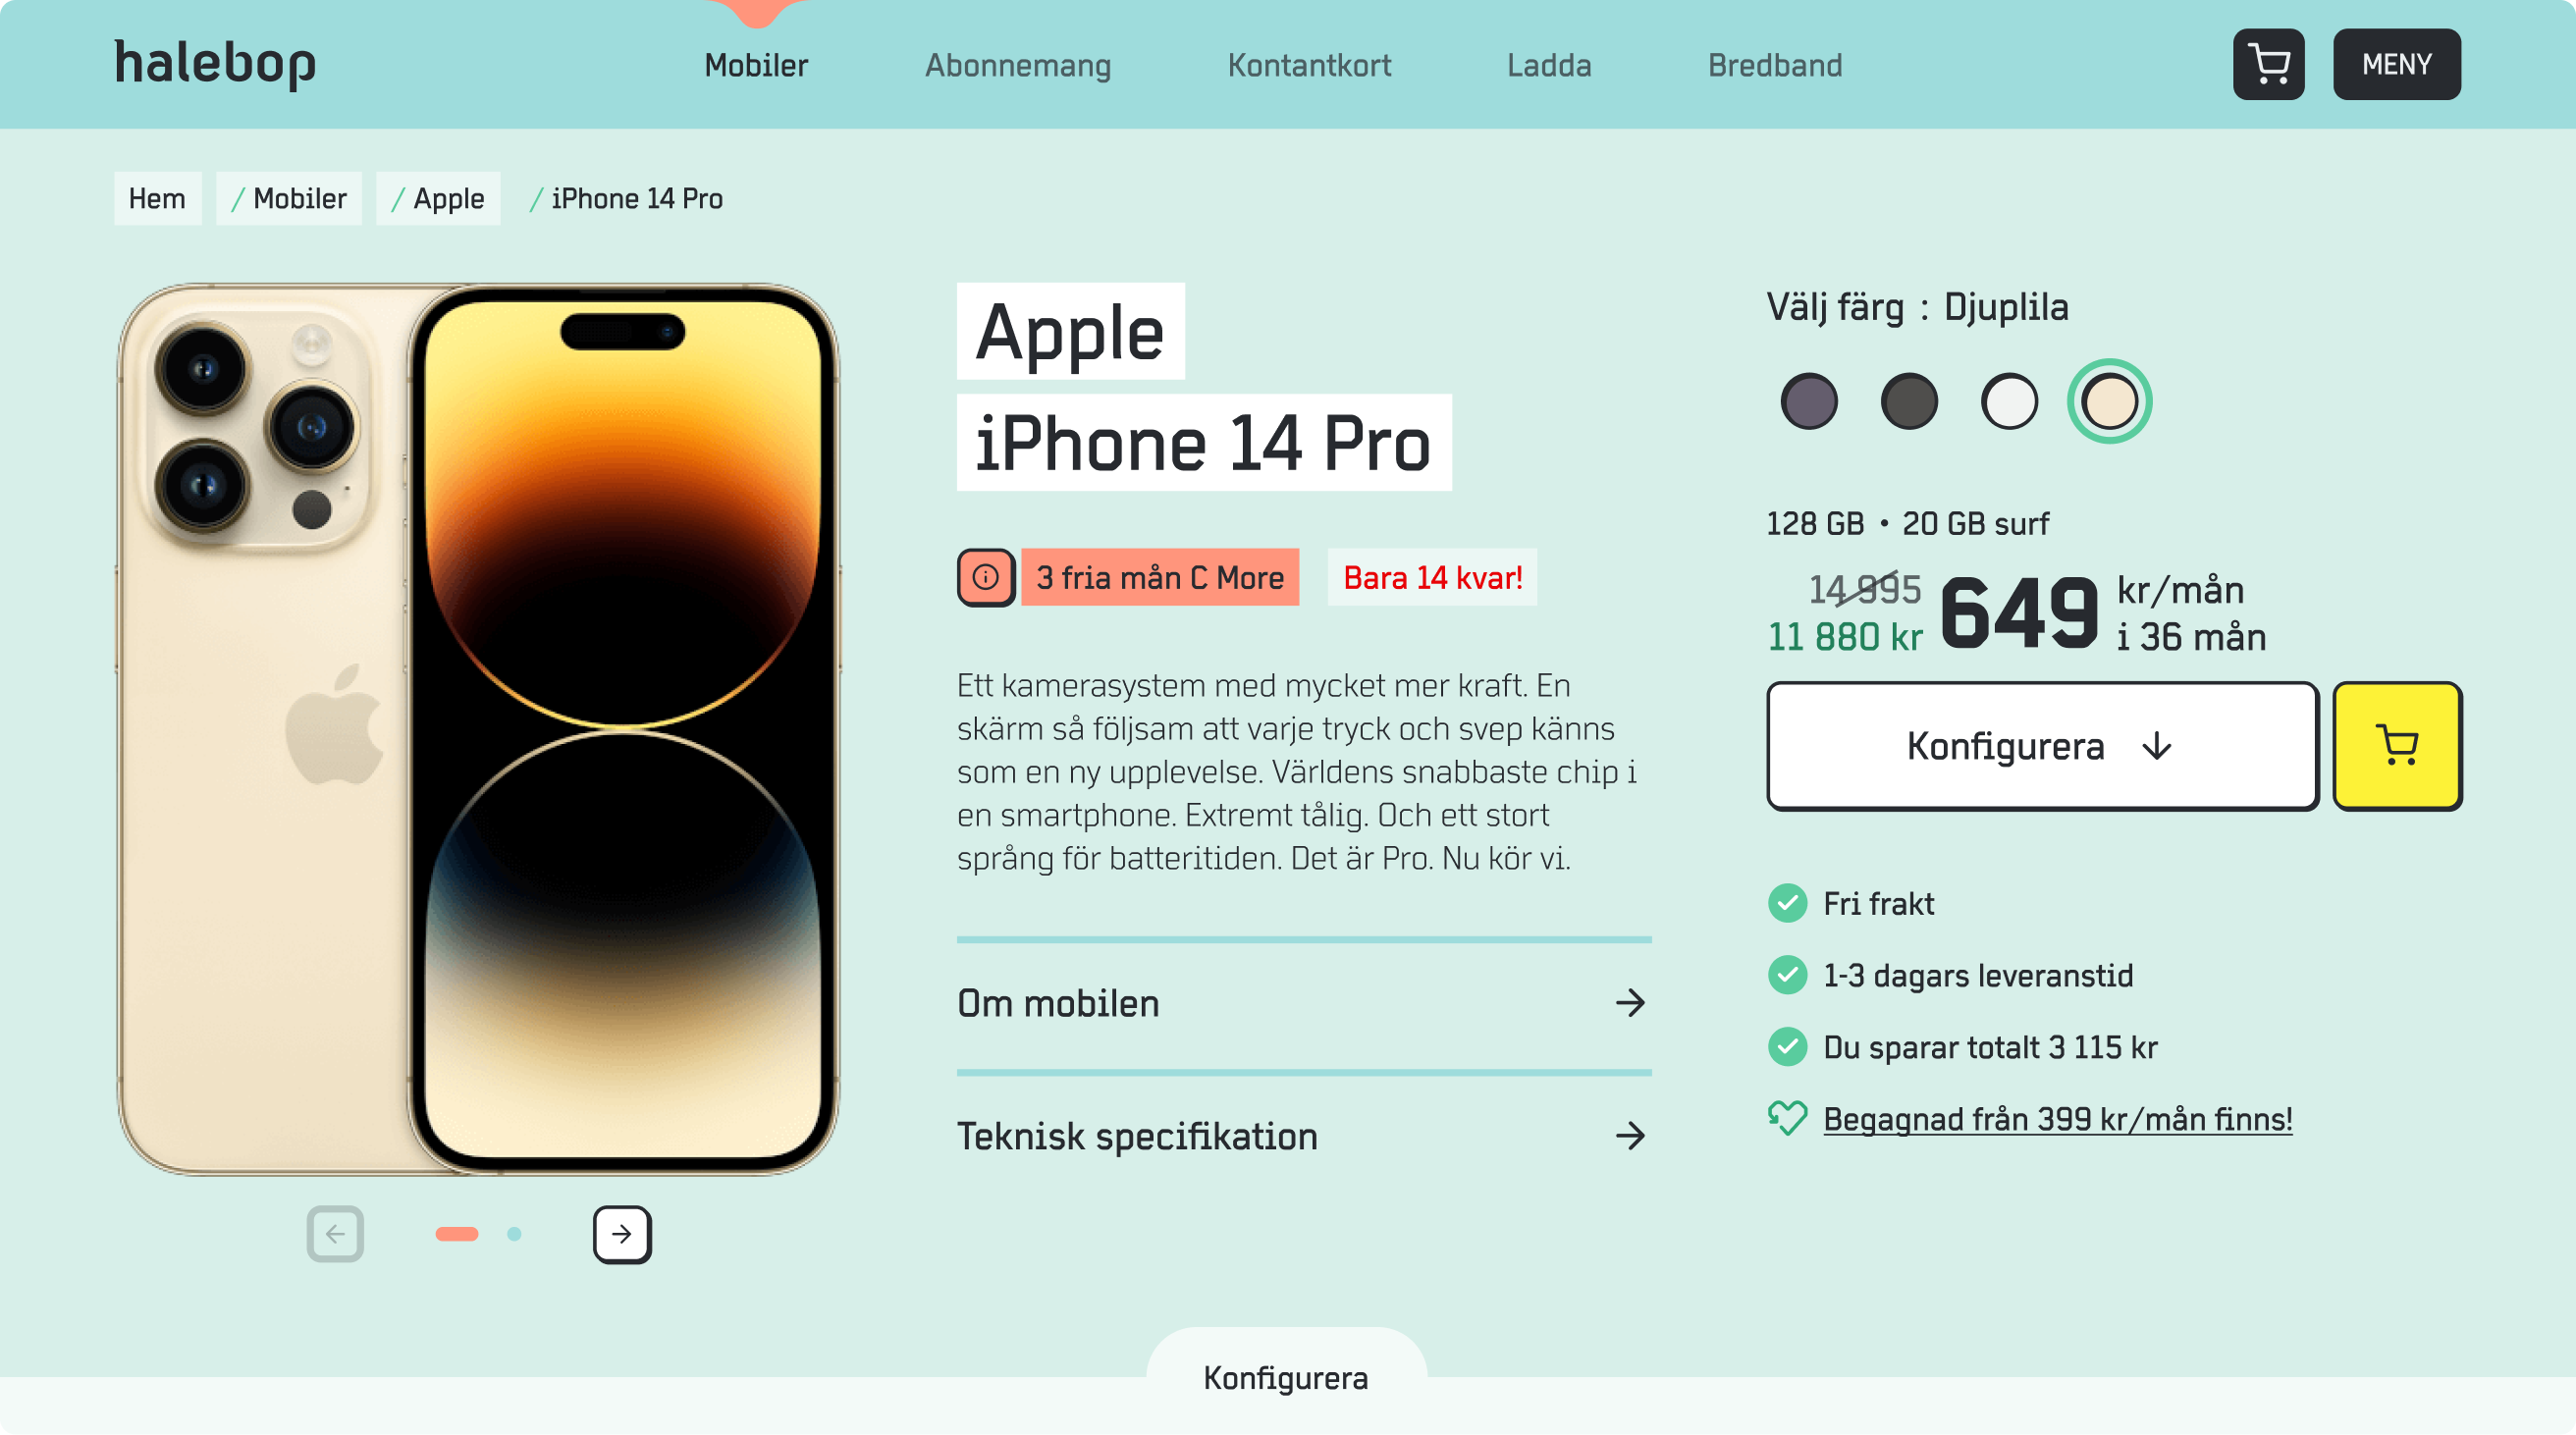 halebop
Mobiler
Abonnemang
Kontantkort
Ladda
Bredband
MENY
Hem
/ Mobiler
/ Apple
/ iPhone 14 Pro
Apple
iPhone 14 Pro
3 fria mån C More
Bara 14 kvar!
Ett kamerasystem med mycket mer kraft. En
skärm så följsam att varje tryck och svep känns
som en ny upplevelse. Världens snabbaste chip i
en smartphone. Extremt tålig. Och ett stort
språng för batteritiden. Det är Pro. Nu kör vi.
Om mobilen
Teknisk specifikation
Välj färg : Djuplila
128 GB • 20 GB surf
14 995
11 880 kr
649
kr/mån
i 36 mån
Konfigurera
Fri frakt
1-3 dagars leveranstid
Du sparar totalt 3 115 kr
Begagnad från 399 kr/mån finns!
Konfigurera